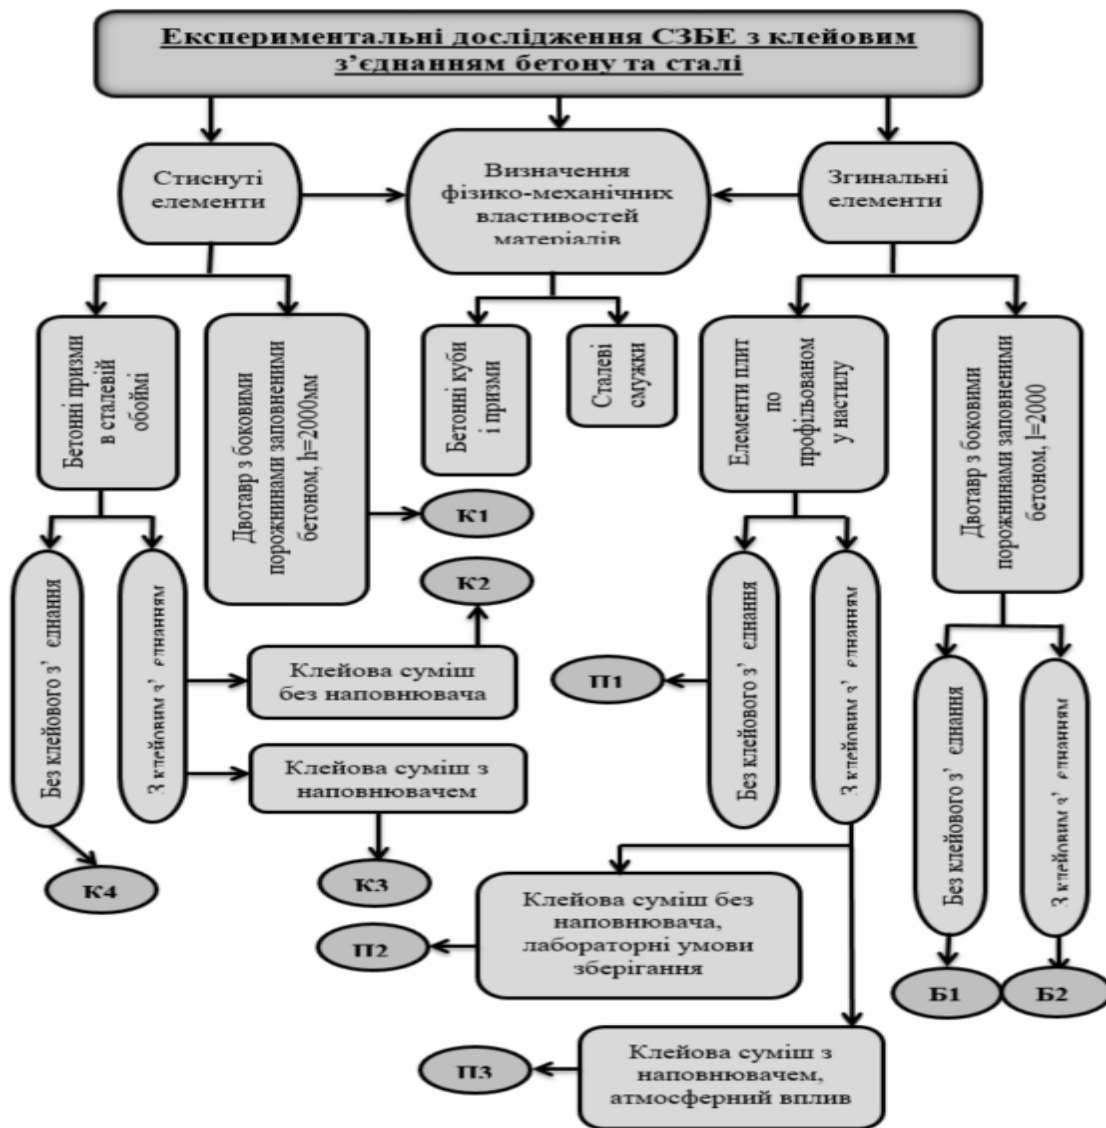 Експериментальні дослідження СЗБЕ з клейовим
з’єднанням бетону та сталі
Стиснуті
елементи
Визначення
фізико-механічних
властивостей
матеріалів
Згинальні
елементи
Бетонні призми
в сталевій
обоймі
Двотавр з боковими
порожнинами заповненими
бетоном, h=2000мм
Бетонні куби
і призми
Сталеві
смужки
Елементи плит
по
профільованом
у настилу
Двотавр з боковими
порожнинами заповненими
бетоном, l=2000
К1
К2
Без клейового з’ єднання
З клейовим з’ єднанням
Клейова суміш
без наповнювача
Клейова суміш з
наповнювачем
К4
К3
П1
Без клейового з’ єднання
З клейовим з’ єднанням
Без клейового з’ єднання
З клейовим з’ єднанням
Клейова суміш без
наповнювача,
лабораторні умови
зберігання
П2
Б1
Б2
Клейова суміш з
наповнювачем,
атмосферний вплив
П3